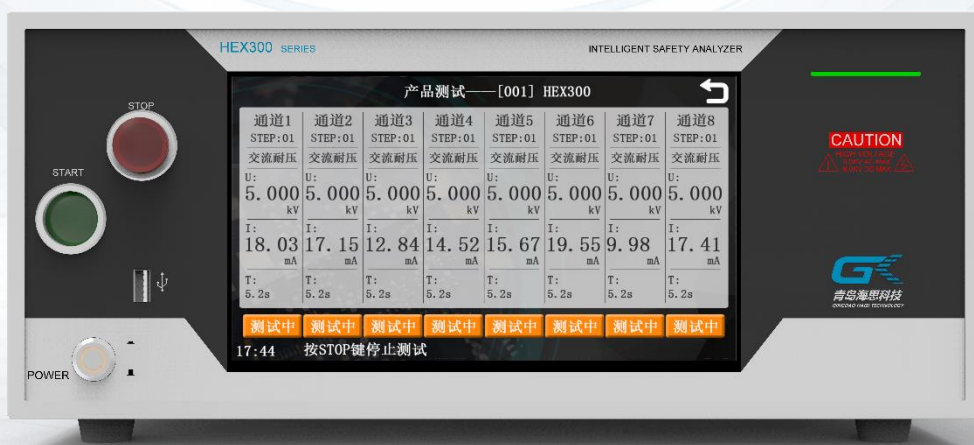 HEX300 SERIES
INTELLIGENT SAFETY ANALYZER
产品测试——[001] HEX300
通道1 通道2 通道3 通道4 通道5 通道6 通道7 通道8
STEP:01 STEP:01 STEP:01 STEP:01 STEP:01 STEP:01 STEP:01 STEP:01
交流耐压 交流耐压 交流耐压 交流耐压 交流耐压 交流耐压 交流耐压 交流耐压
U: U: U: U: U: U: U: U:
5.000 5.000 5.000 5.000 5.000 5.000 5.000 5.000
kV kV kV kV kV kV kV kV
I: I: I: I: I: I: I: I:
18.03 17.15 12.84 14.52 15.67 19.55 9.98 17.41
mA mA mA mA mA mA mA mA
T: T: T: T: T: T: T: T:
5.2s 5.2s 5.2s 5.2s 5.2s 5.2s 5.2s 5.2s
测试中 测试中 测试中 测试中 测试中 测试中 测试中 测试中
17:44 按STOP键停止测试
STOP
START
POWER
CAUTION
HIGH VOLTAGE
青岛海思科技